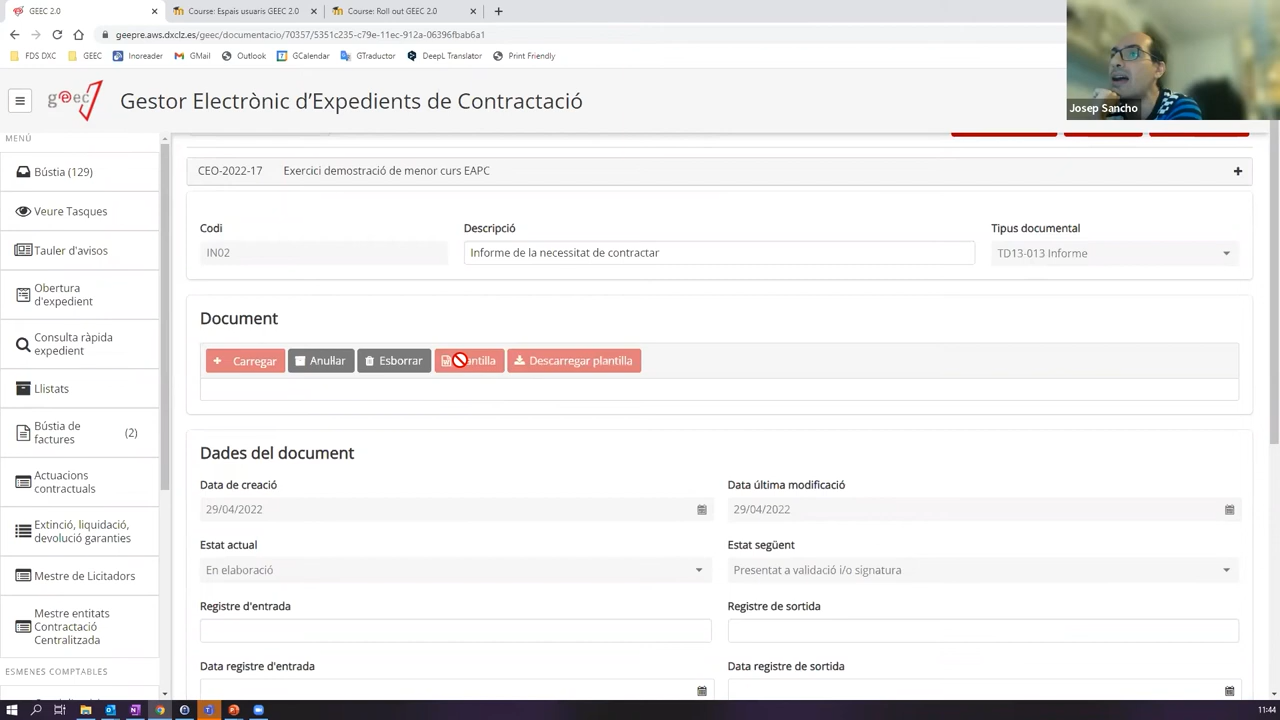 GEEC 2.0
Course: Espais usuaris GEEC 2.0
Course: Roll out GEEC 2.0
geepre.aws.dxclz.es/geec/documentacio/70357/5351c235-c79e-11ec-912a-06396fbab6a1
FDS DXC
GEEC
Inoreader
GMail
Outlook
GCalendar
GTraductor
DeepL Translator
Print Friendly
Josep Sancho
geec
Gestor Electrònic d'Expedients de Contractació
MENÚ
Bústia (129)
Veure Tasques
Tauler d'avisos
Obertura
d'expedient
Consulta ràpida
expedient
Llistats
Bústia de
factures
(2)
Actuacions
contractuals
Extinció, liquidació,
devolució garanties
Mestre de Licitadors
Mestre entitats
Contractació
Centralitzada
ESMENES COMPTABLES
CEO-2022-17
Exercici demostració de menor curs EAPC
Codi
Descripció
Tipus documental
IN02
Informe de la necessitat de contractar
TD13-013 Informe
Document
Carregar
Anul·lar
Esborrar
Descarregar plantilla
Dades del document
Data de creació
Data última modificació
29/04/2022
29/04/2022
Estat actual
Estat següent
En elaboració
Presentat a validació i/o signatura
Registre d'entrada
Registre de sortida
Data registre d'entrada
Data registre de sortida
11:44